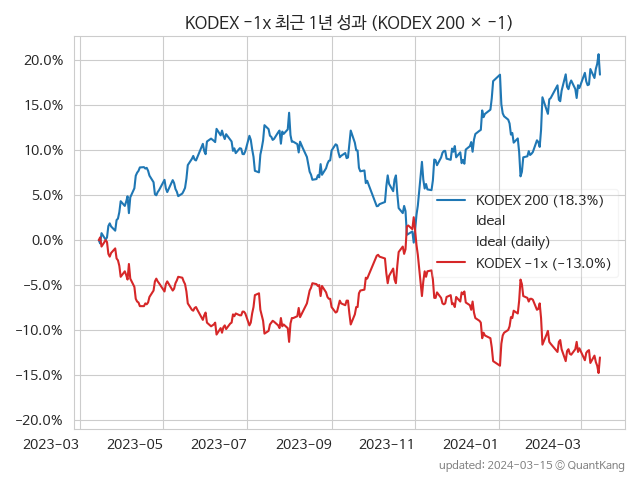 KODEX −1x 최근 1년 성과 (KODEX 200 × −1)
20.0%
15.0%
10.0%
5.0%
0.0%
−5.0%
−10.0%
−15.0%
−20.0%
KODEX 200 (18.3%)
Ideal
Ideal (daily)
KODEX −1x (−13.0%)
2023−03 2023−05 2023−07 2023−09 2023−11 2024−01 2024−03
updated: 2024−03−15 © QuantKang